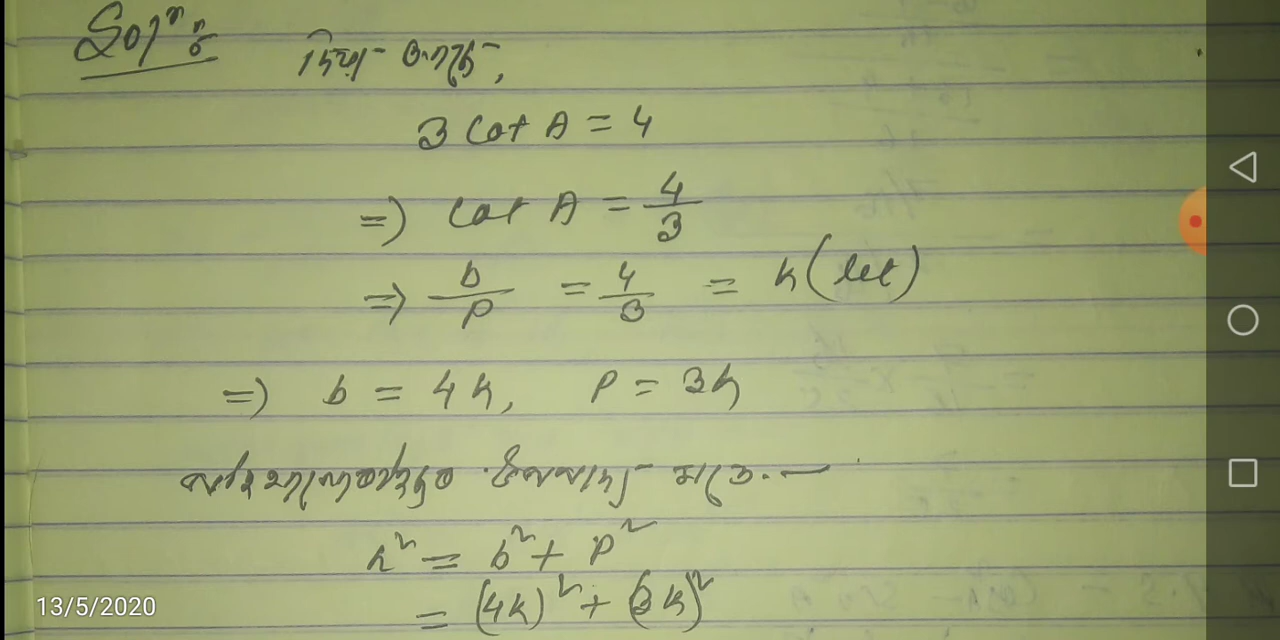 Solⁿ :
3 cot A = 4
=) cot A = 4/3
=) b/p = 4/3 = k (let)
=) b = 4k, P = 3k
h² = b² + p²
= (4k)² + (3k)²
13/5/2020